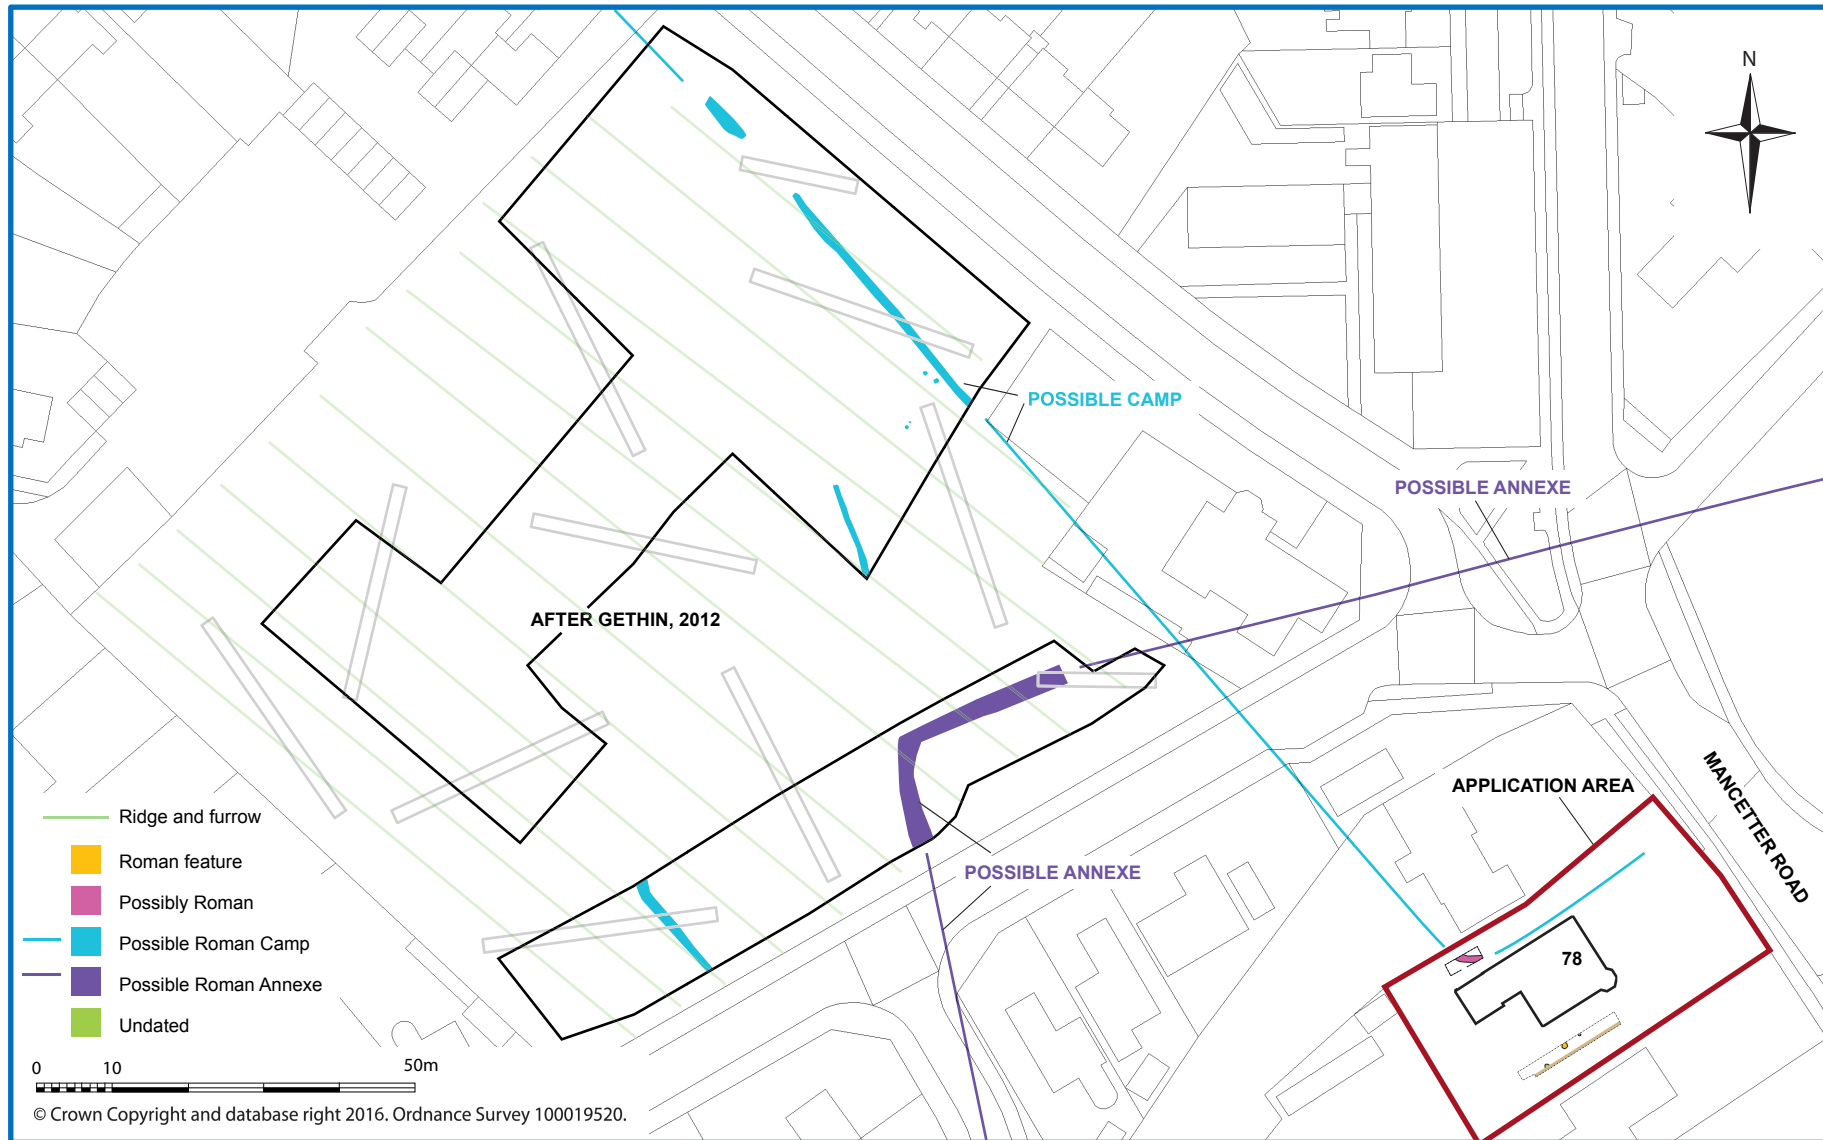 N
POSSIBLE CAMP
POSSIBLE ANNEXE
AFTER GETHIN, 2012
MANCETTER ROAD
APPLICATION AREA
POSSIBLE ANNEXE
78
Ridge and furrow
Roman feature
Possibly Roman
Possible Roman Camp
Possible Roman Annexe
Undated
0 10 50m
© Crown Copyright and database right 2016. Ordnance Survey 100019520.